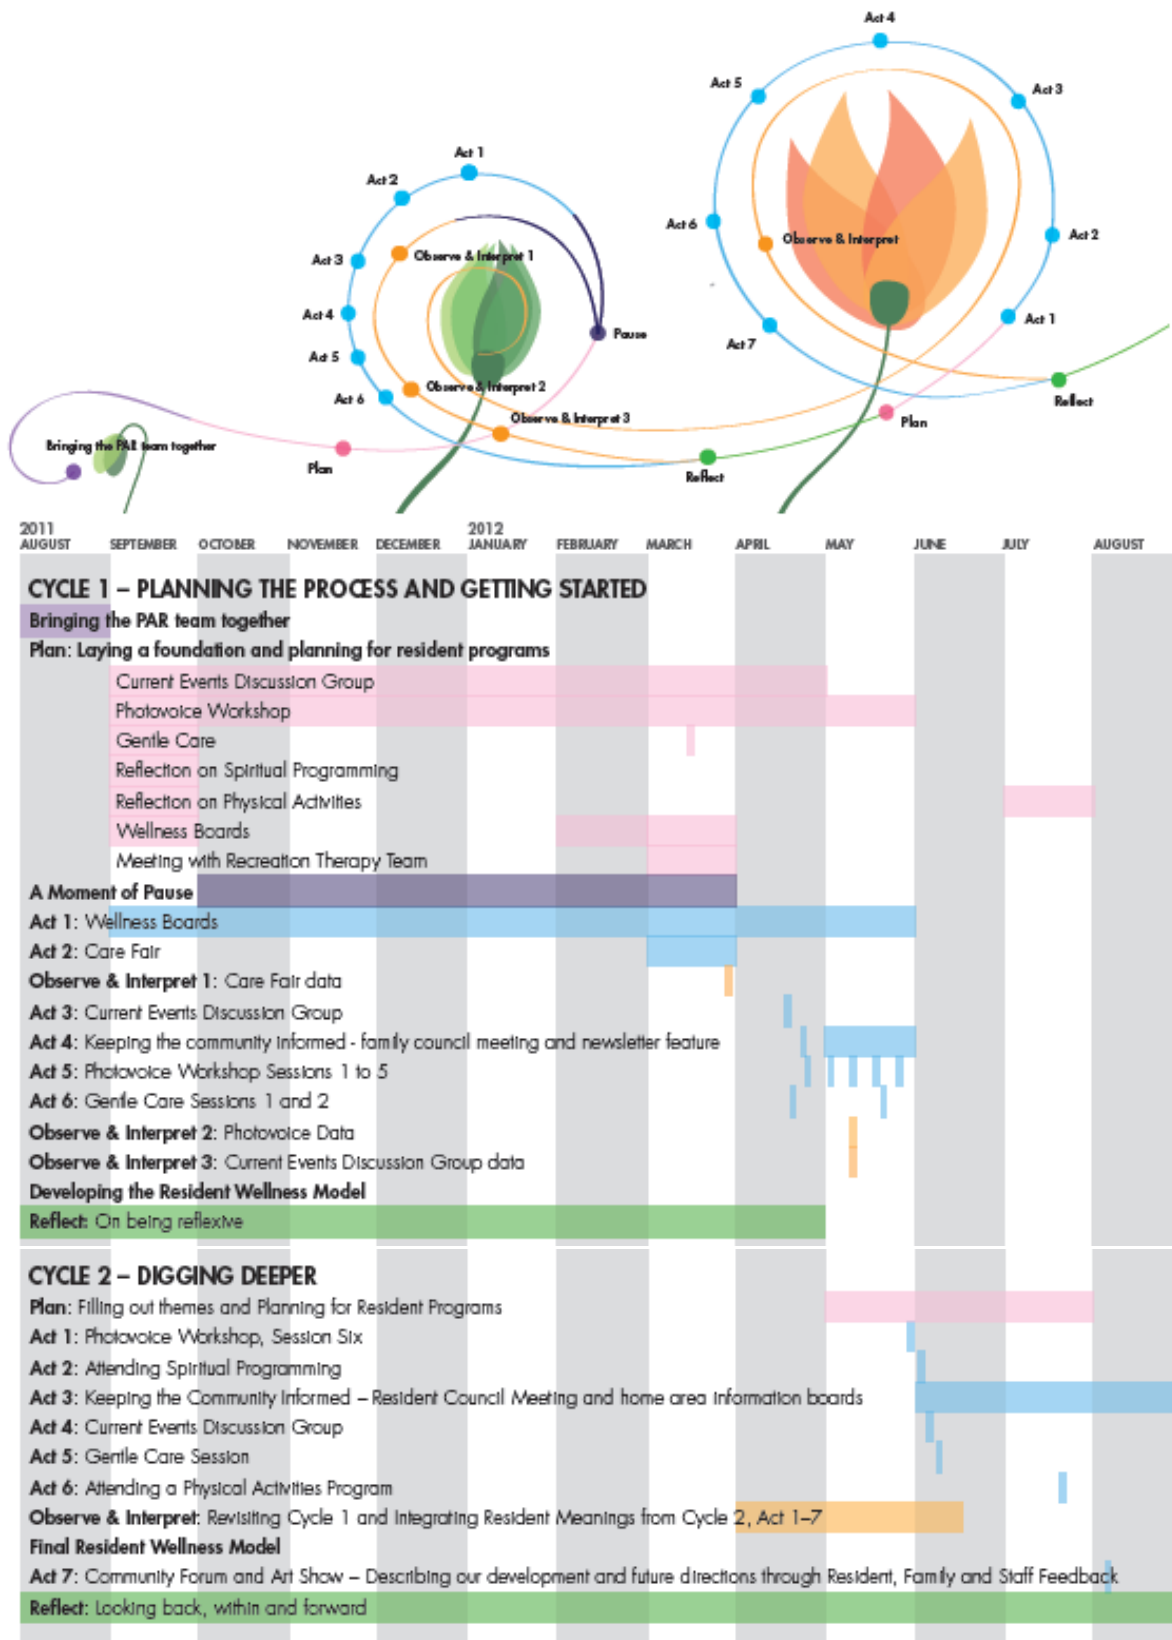 Act 4
Act 5
Act 3
Act 1
Act 2
Act 6
Act 2
Observe & Interpret
Act 3
Observe & Interpret 1
Act 4
Act 1
Pause
Act 7
Act 5
Observe & Interpret 2
Act 6
Reflect
Observe & Interpret 3
Plan
Bringing the PAR team together
Plan
Reflect
2011
2012
AUGUST SEPTEMBER OCTOBER NOVEMBER DECEMBER JANUARY FEBRUARY MARCH APRIL MAY JUNE JULY AUGUST
CYCLE 1 – PLANNING THE PROCESS AND GETTING STARTED
Bringing the PAR team together
Plan: Laying a foundation and planning for resident programs
Current Events Discussion Group
Photovoice Workshop
Gentle Care
Reflection on Spiritual Programming
Reflection on Physical Activities
Wellness Boards
Meeting with Recreation Therapy Team
A Moment of Pause
Act 1: Wellness Boards
Act 2: Care Fair
Observe & Interpret 1: Care Fair data
Act 3: Current Events Discussion Group
Act 4: Keeping the community informed - family council meeting and newsletter feature
Act 5: Photovoice Workshop Sessions 1 to 5
Act 6: Gentle Care Sessions 1 and 2
Observe & Interpret 2: Photovoice Data
Observe & Interpret 3: Current Events Discussion Group data
Developing the Resident Wellness Model
Reflect: On being reflexive
CYCLE 2 – DIGGING DEEPER
Plan: Filling out themes and Planning for Resident Programs
Act 1: Photovoice Workshop, Session Six
Act 2: Attending Spiritual Programming
Act 3: Keeping the Community Informed – Resident Council Meeting and home area information boards
Act 4: Current Events Discussion Group
Act 5: Gentle Care Session
Act 6: Attending a Physical Activities Program
Observe & Interpret: Revisiting Cycle 1 and Integrating Resident Meanings from Cycle 2, Act 1–7
Final Resident Wellness Model
Act 7: Community Forum and Art Show – Describing our development and future directions through Resident, Family and Staff Feedback
Reflect: Looking back, within and forward